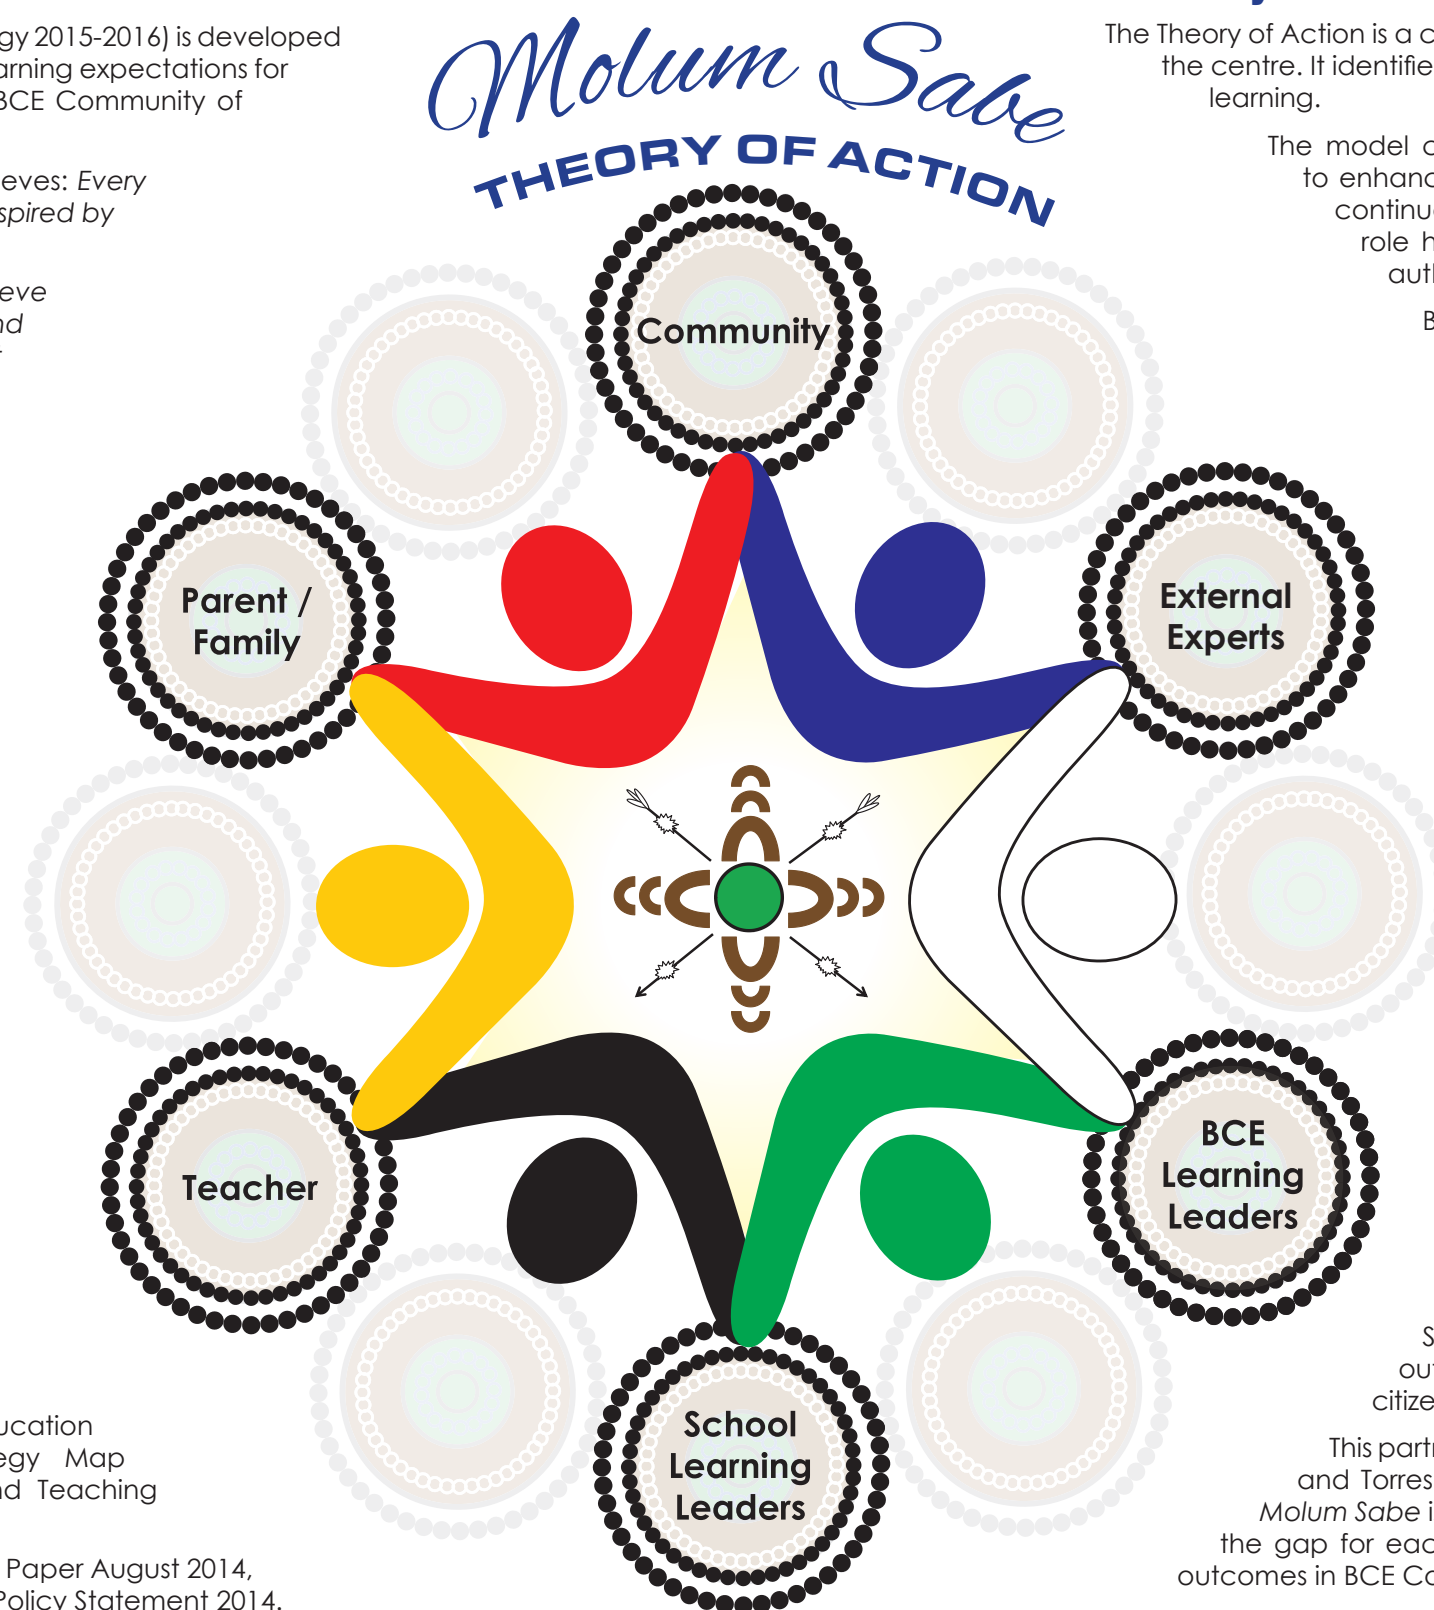 gy 2015-2016) is developed
arning expectations for
BCE Community of
eves: Every
spired by
eve
nd
Molum Sabe
THEORY OF ACTION
The Theory of Action is a c
the centre. It identifie
learning.
The model c
to enhanc
continu
role h
auth
B
Community
Parent /
Family
External
Experts
Teacher
BCE
Learning
Leaders
School
Learning
Leaders
ucation
egy Map
nd Teaching
Paper August 2014,
Policy Statement 2014.
S
out
citize
This partn
and Torres
Molum Sabe i
the gap for eac
outcomes in BCE Co